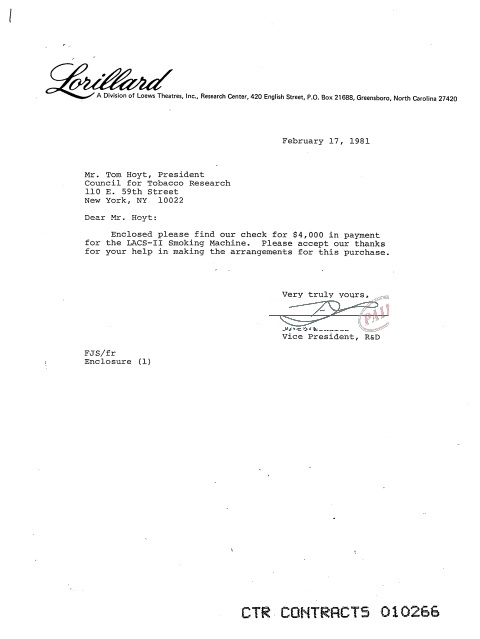 Lorillard
A Division of Loews Theatres, Inc., Research Center, 420 English Street, P.O. Box 21688, Greensboro, North Carolina 27420
February 17, 1981
Mr. Tom Hoyt, President
Council for Tobacco Research
110 E. 59th Street
New York, NY 10022
Dear Mr. Hoyt:
Enclosed please find our check for $4,000 in payment
for the LACS-II Smoking Machine. Please accept our thanks
for your help in making the arrangements for this purchase.
Very truly yours,
Vice President, R&D
FJS/fr
Enclosure (1)
CTR CONTRACTS 010266